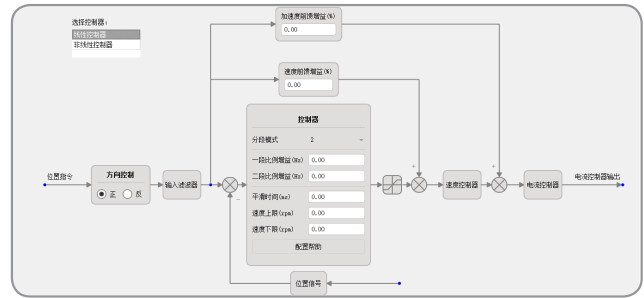 选择控制器:
线性控制器
非线性控制器
加速度前馈增益(%)
0.00
速度前馈增益(%)
0.00
控制器
分段模式 2
一段比例增益(Hz) 0.00
二段比例增益(Hz) 0.00
平滑时间(ms) 0.00
速度上限(rpm) 0.00
速度下限(rpm) 0.00
配置帮助
位置指令
方向控制
正 反
输入滤波器
-
+
速度控制器
+
电流控制器
电流控制器输出
位置信号